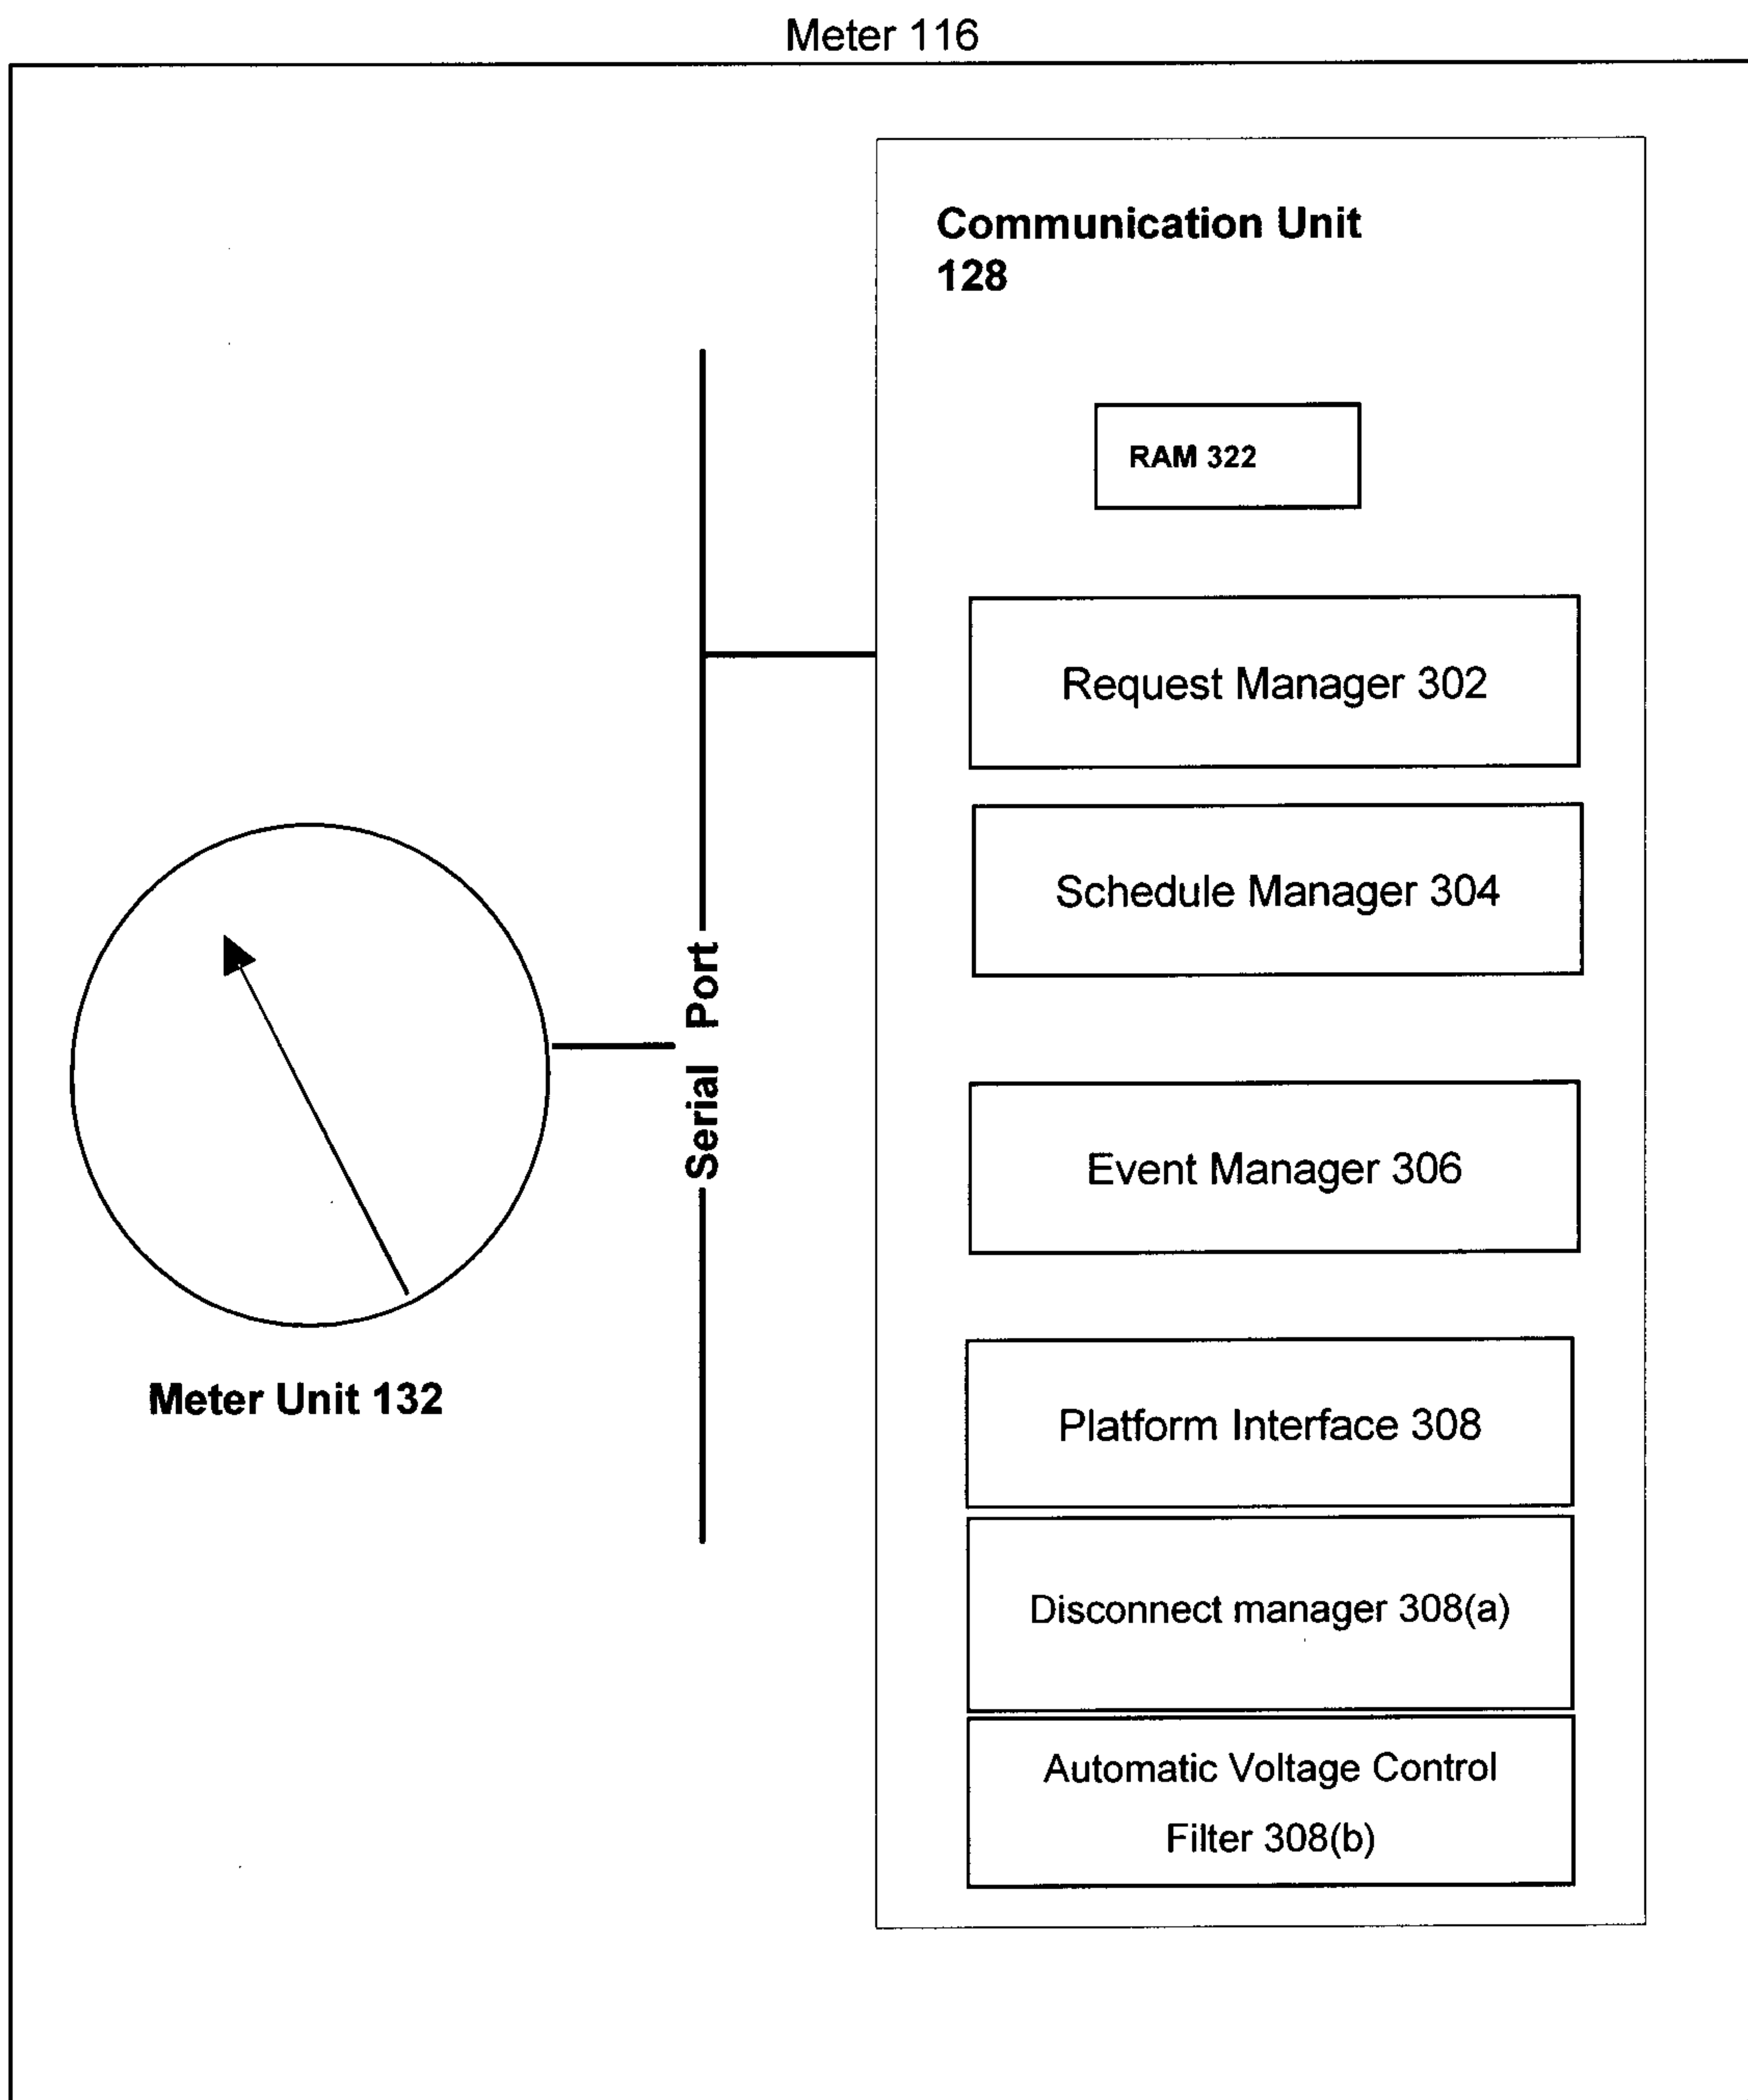 Meter 116
Communication Unit
128
RAM 322
Request Manager 302
Schedule Manager 304
Serial Port
Event Manager 306
Meter Unit 132
Platform Interface 308
Disconnect manager 308(a)
Automatic Voltage Control
Filter 308(b)